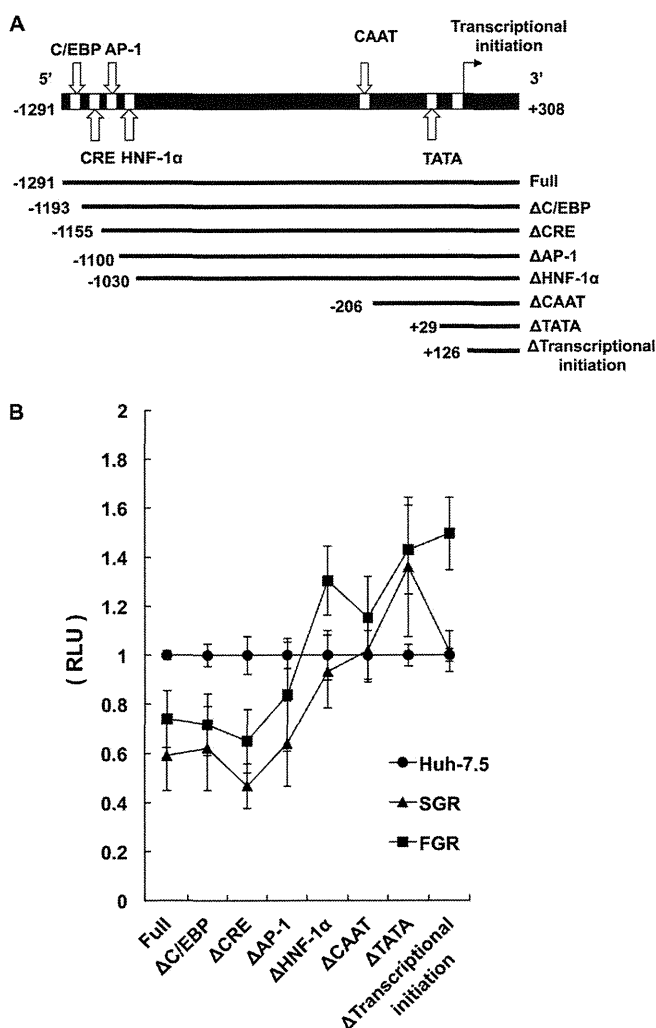 A
Transcriptional
initiation
C/EBP AP-1
CAAT
5’
3’
-1291
+308
CRE HNF-1α
TATA
-1291
Full
-1193
ΔC/EBP
-1155
ΔCRE
-1100
ΔAP-1
-1030
ΔHNF-1α
-206
ΔCAAT
+29
ΔTATA
+126
ΔTranscriptional
initiation
B
2
1.8
1.6
1.4
1.2
1
0.8
0.6
0.4
0.2
0
( RLU )
Huh-7.5
SGR
FGR
Full
ΔC/EBP
ΔCRE
ΔAP-1
ΔHNF-1α
ΔCAAT
ΔTATA
ΔTranscriptional
initiation